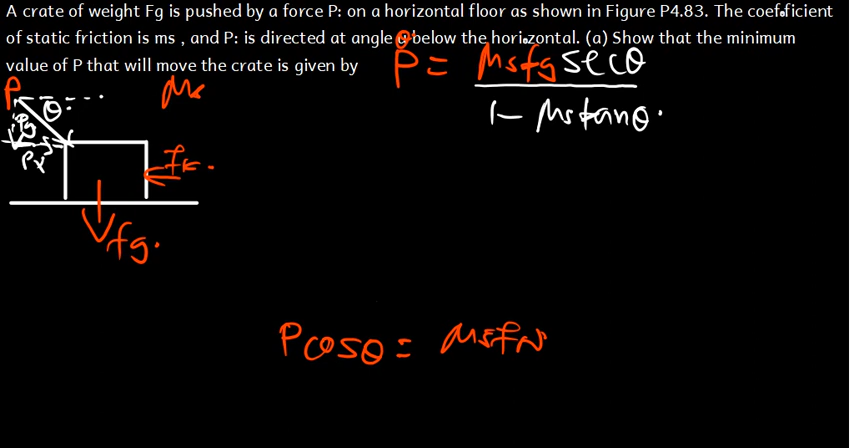 A crate of weight Fg is pushed by a force P: on a horizontal floor as shown in Figure P4.83. The coefficient
of static friction is ms , and P: is directed at angle θ below the horizontal. (a) Show that the minimum
value of P that will move the crate is given by
P = μsfg secθ
1- μs tanθ.
P
θ
μs
Py
Px
fk.
fg.
Pcosθ = μsfN